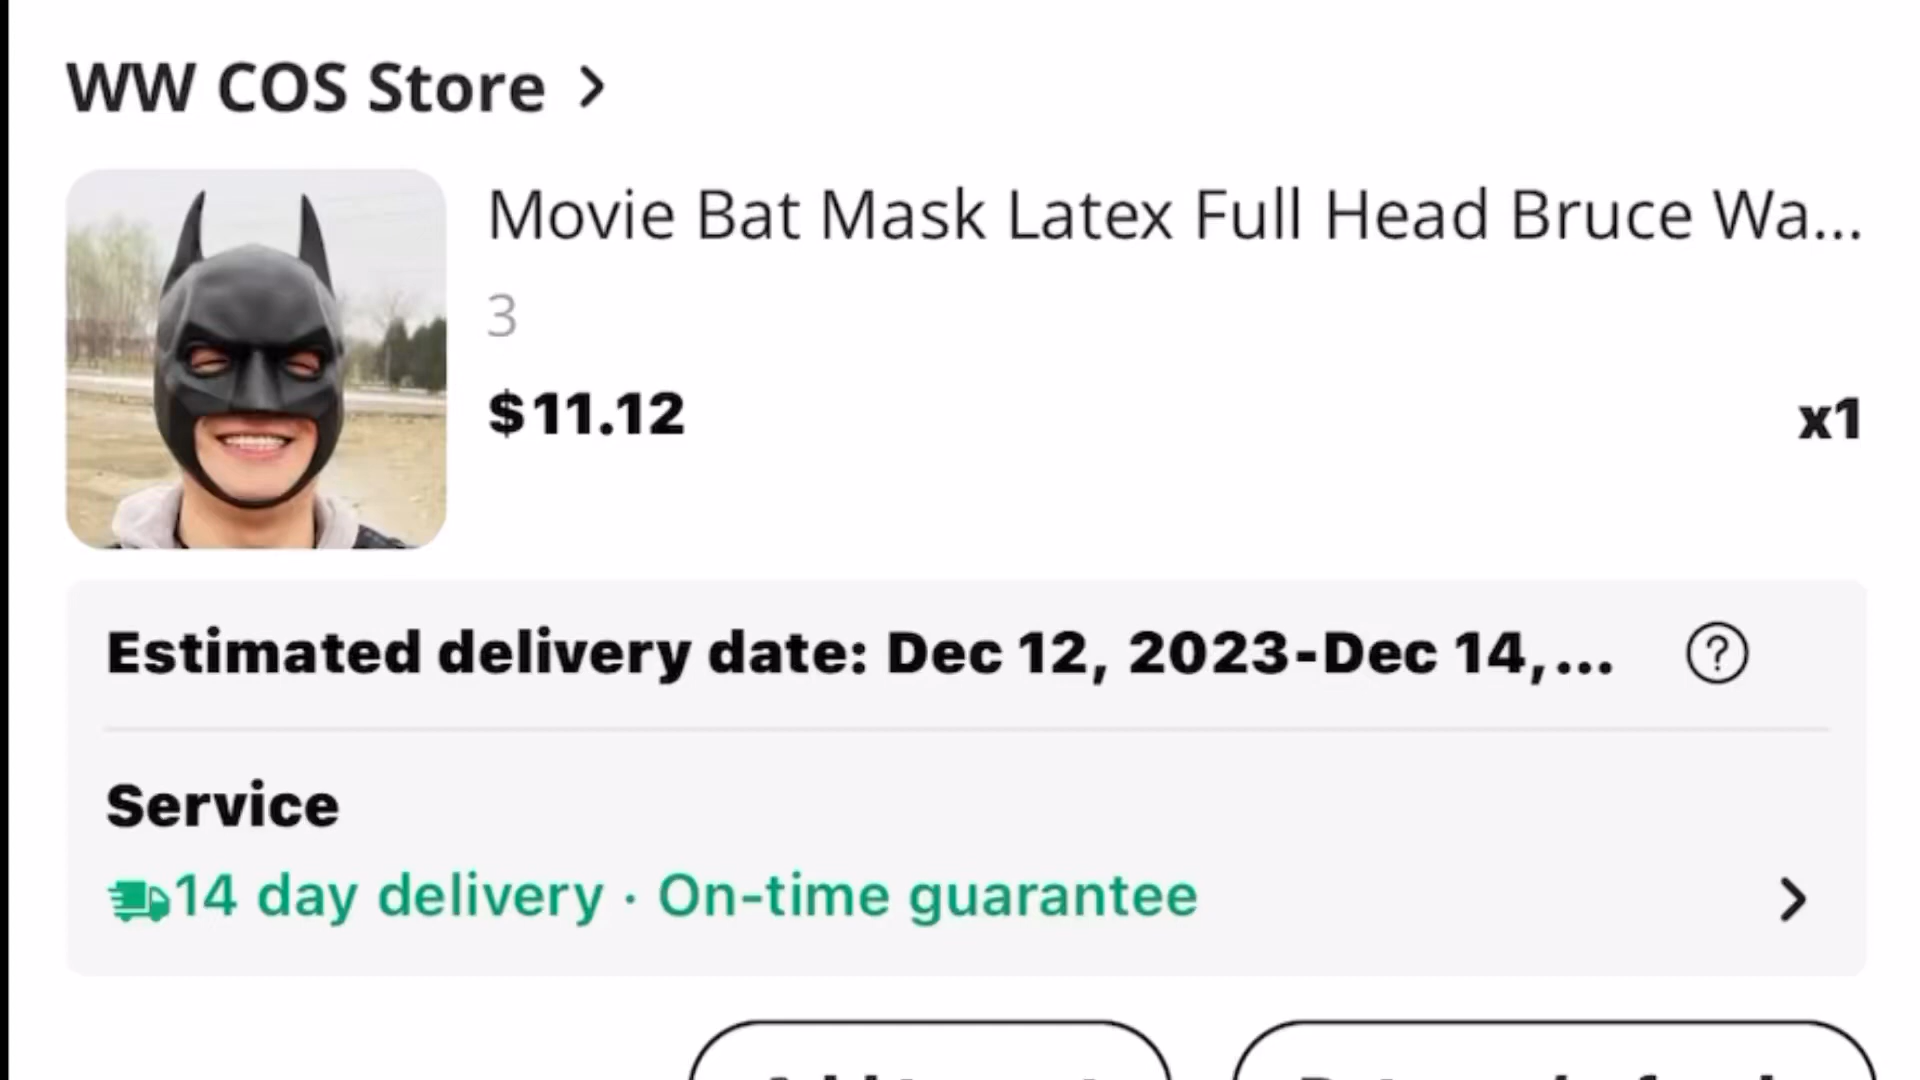 WW COS Store
Movie Bat Mask Latex Full Head Bruce Wa...
3
$11.12
x1
Estimated delivery date: Dec 12, 2023-Dec 14,...
Service
14 day delivery · On-time guarantee